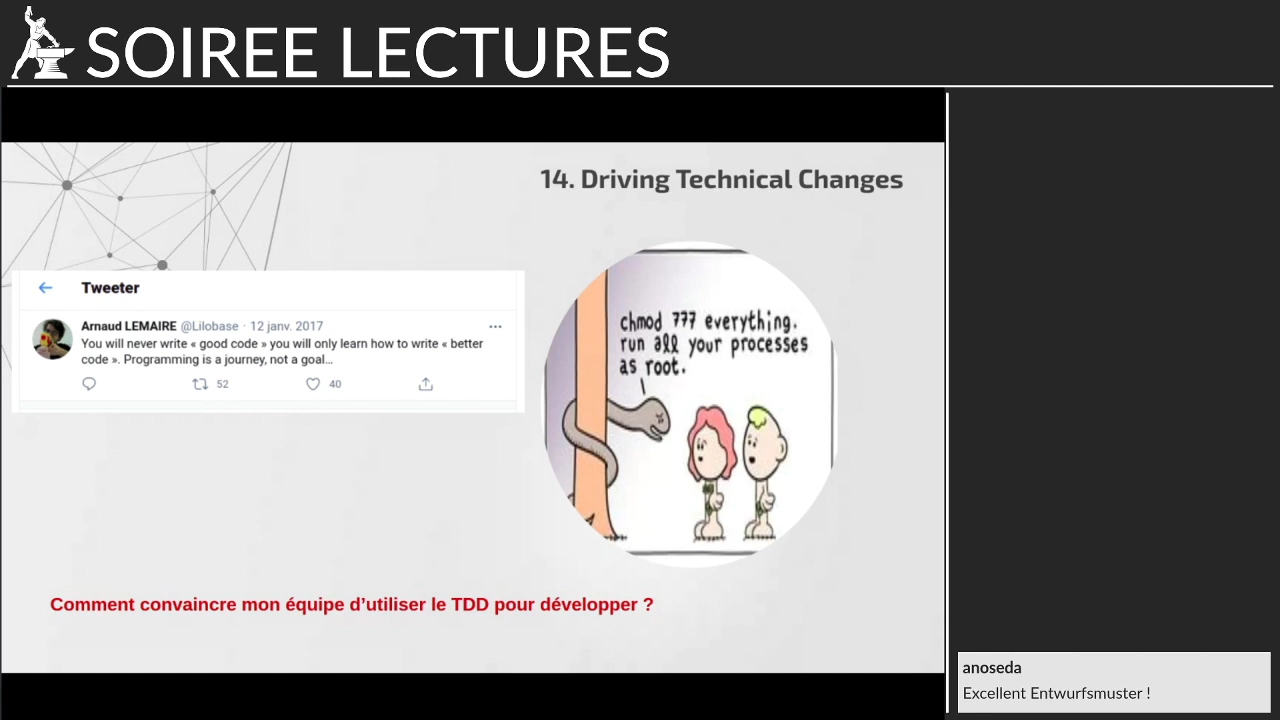 SOIREE LECTURES
14. Driving Technical Changes
Tweeter
Arnaud LEMAIRE @Lilobase · 12 janv. 2017
You will never write « good code » you will only learn how to write « better
code ». Programming is a journey, not a goal...
52
40
chmod 777 everything.
run all your processes
as root.
Comment convaincre mon équipe d’utiliser le TDD pour développer ?
anoseda
Excellent Entwurfsmuster !